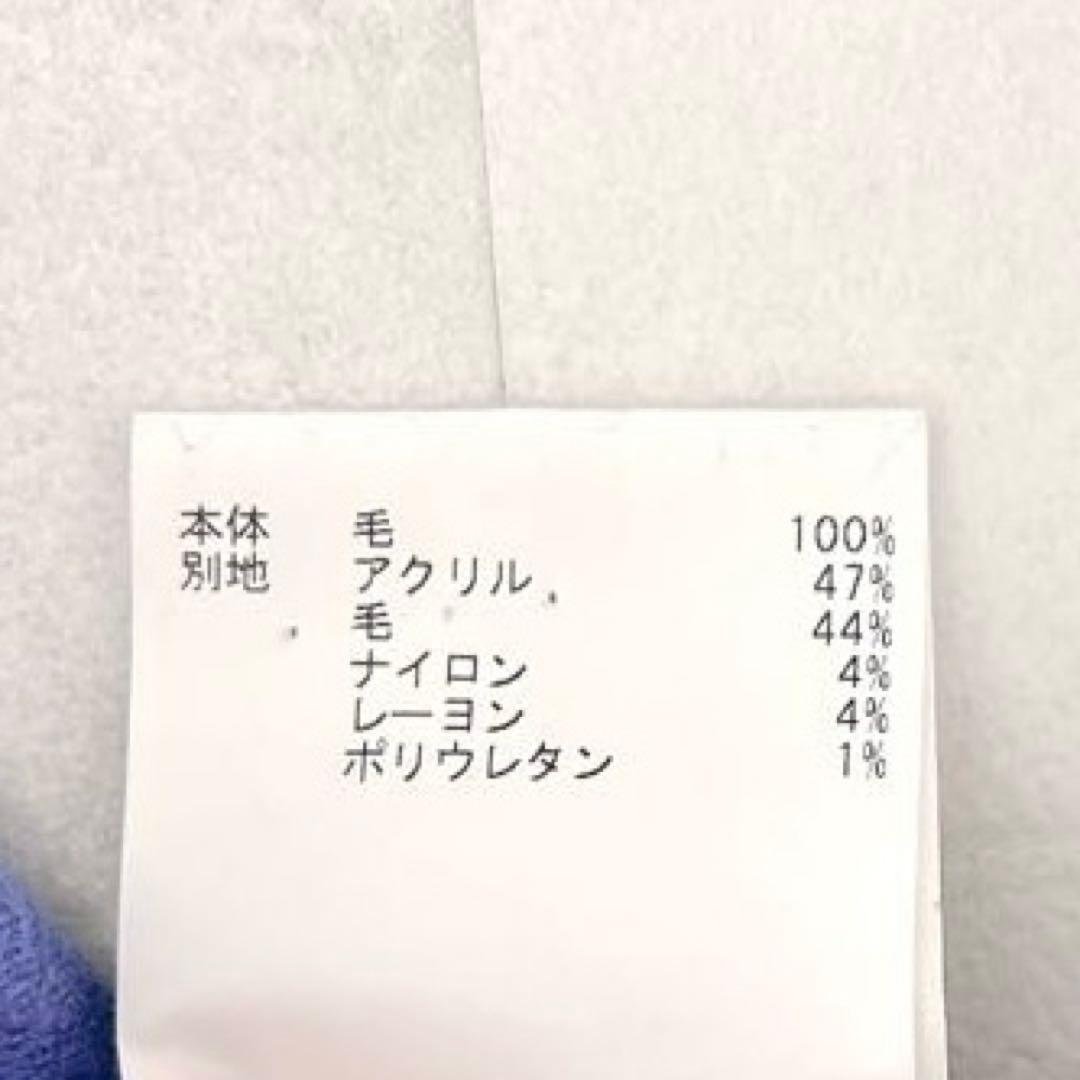 本体 毛 100%
別地 アクリル 47%
毛 44%
ナイロン 4%
レーヨン 4%
ポリウレタン 1%